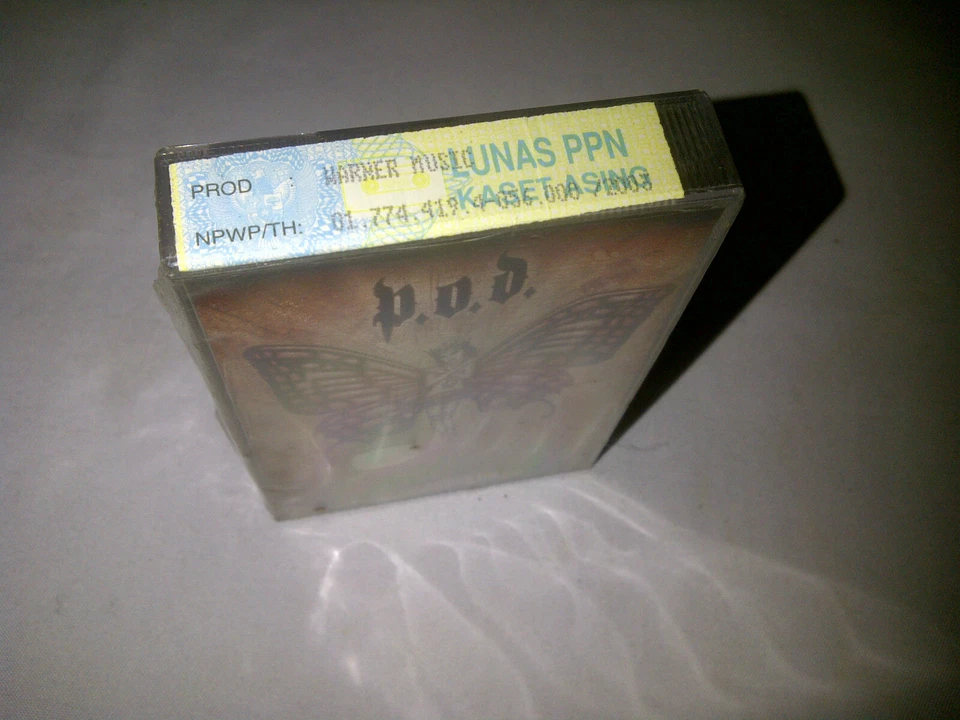 LUNAS PPN
KASET ASING
PROD : WARNER MUSIC
NPWP/TH: 01.774.419.4-056.000 /2003
p.o.d.